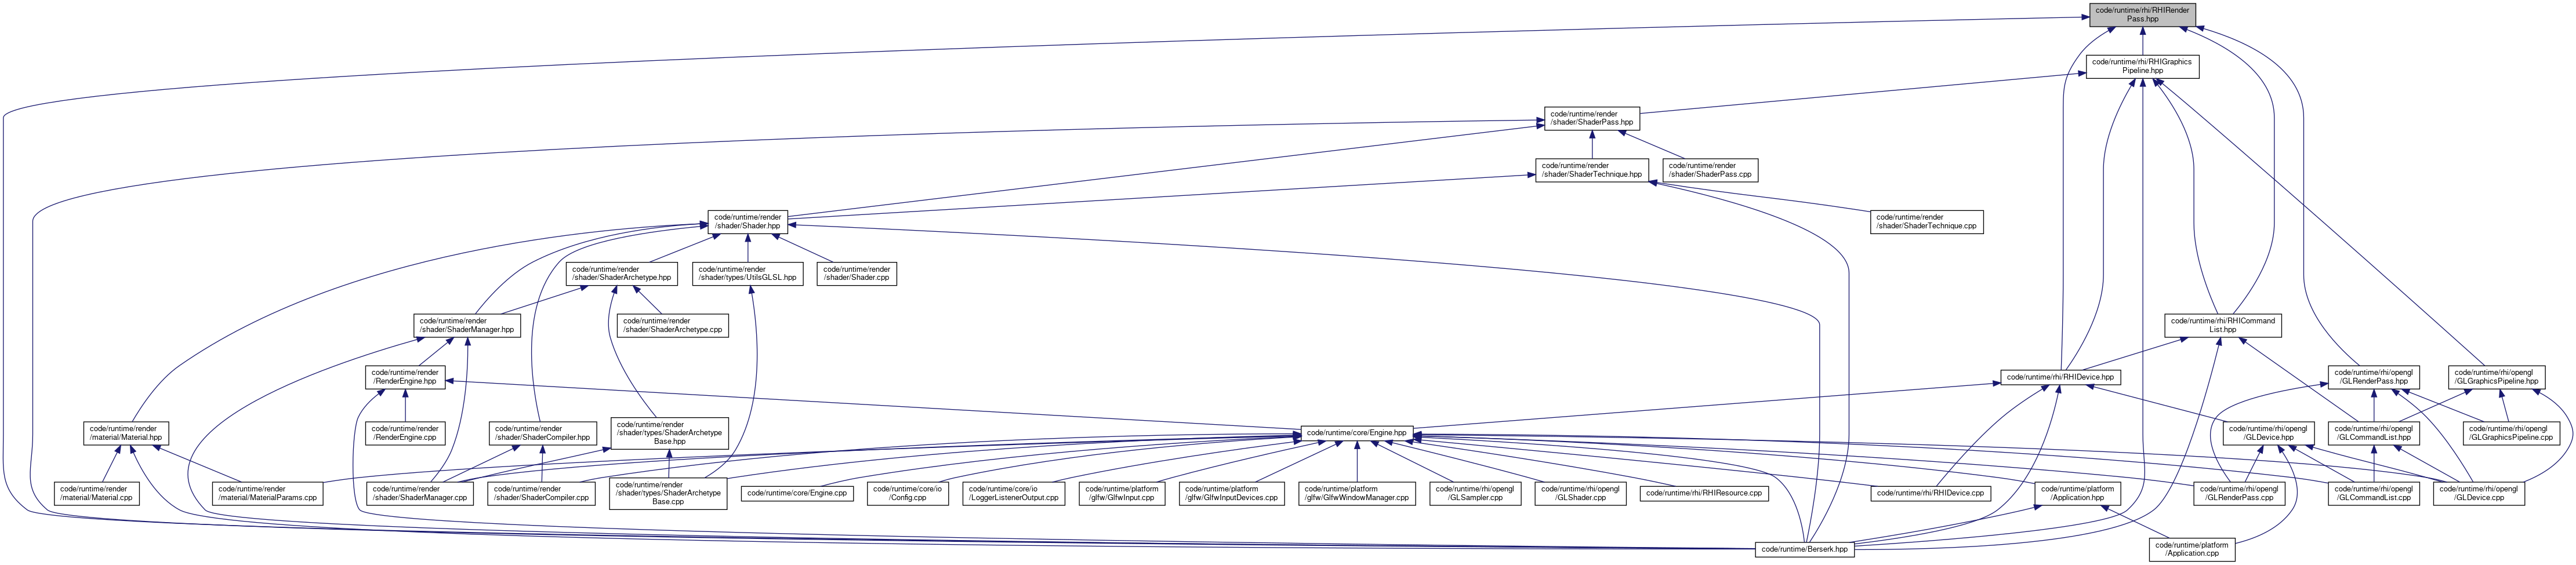 code/runtime/rhi/RHIRender
Pass.hpp
code/runtime/rhi/RHIGraphics
Pipeline.hpp
code/runtime/render
/shader/ShaderPass.hpp
code/runtime/render
/shader/ShaderTechnique.hpp
code/runtime/render
/shader/ShaderPass.cpp
code/runtime/render
/shader/Shader.hpp
code/runtime/render
/shader/ShaderTechnique.cpp
code/runtime/render
/shader/ShaderArchetype.hpp
code/runtime/render
/shader/types/UtilsGLSL.hpp
code/runtime/render
/shader/Shader.cpp
code/runtime/render
/shader/ShaderManager.hpp
code/runtime/render
/shader/ShaderArchetype.cpp
code/runtime/rhi/RHICommand
List.hpp
code/runtime/render
/RenderEngine.hpp
code/runtime/rhi/RHIDevice.hpp
code/runtime/rhi/opengl
/GLRenderPass.hpp
code/runtime/rhi/opengl
/GLGraphicsPipeline.hpp
code/runtime/render
/material/Material.hpp
code/runtime/render
/RenderEngine.cpp
code/runtime/render
/shader/ShaderCompiler.hpp
code/runtime/render
/shader/types/ShaderArchetype
Base.hpp
code/runtime/core/Engine.hpp
code/runtime/rhi/opengl
/GLDevice.hpp
code/runtime/rhi/opengl
/GLCommandList.hpp
code/runtime/rhi/opengl
/GLGraphicsPipeline.cpp
code/runtime/render
/material/Material.cpp
code/runtime/render
/material/MaterialParams.cpp
code/runtime/render
/shader/ShaderManager.cpp
code/runtime/render
/shader/ShaderCompiler.cpp
code/runtime/render
/shader/types/ShaderArchetype
Base.cpp
code/runtime/core/Engine.cpp
code/runtime/core/io
/Config.cpp
code/runtime/core/io
/LoggerListenerOutput.cpp
code/runtime/platform
/glfw/GlfwInput.cpp
code/runtime/platform
/glfw/GlfwInputDevices.cpp
code/runtime/platform
/glfw/GlfwWindowManager.cpp
code/runtime/rhi/opengl
/GLSampler.cpp
code/runtime/rhi/opengl
/GLShader.cpp
code/runtime/rhi/RHIResource.cpp
code/runtime/rhi/RHIDevice.cpp
code/runtime/platform
/Application.hpp
code/runtime/rhi/opengl
/GLRenderPass.cpp
code/runtime/rhi/opengl
/GLCommandList.cpp
code/runtime/rhi/opengl
/GLDevice.cpp
code/runtime/Berserk.hpp
code/runtime/platform
/Application.cpp